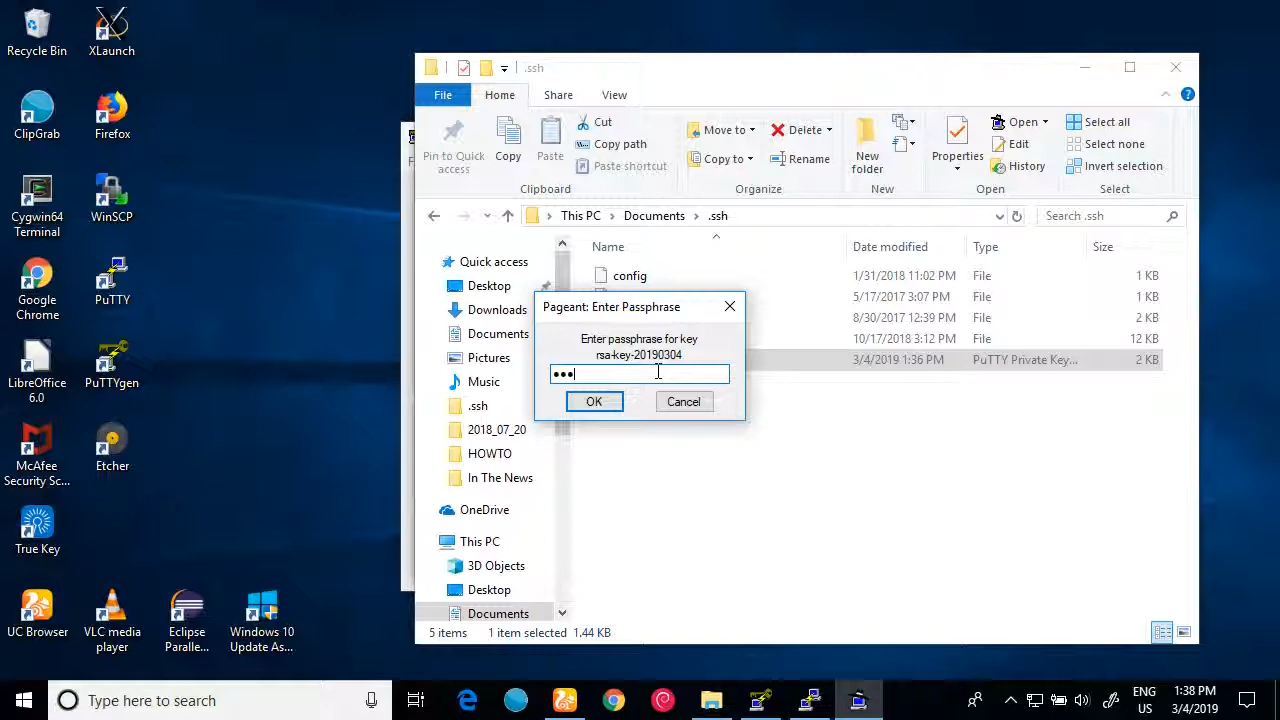 Recycle Bin
XLaunch
ClipGrab
Firefox
Cygwin64
Terminal
WinSCP
Google
Chrome
PuTTY
LibreOffice
6.0
PuTTYgen
McAfee
Security Sc...
Etcher
True Key
UC Browser
VLC media
player
Eclipse
Paralle...
Windows 10
Update As...
.ssh
File
Home
Share
View
Pin to Quick
access
Copy
Paste
Cut
Copy path
Paste shortcut
Clipboard
Move to
Copy to
Delete
Rename
Organize
New
folder
New
Properties
Open
Edit
History
Open
Select all
Select none
Invert selection
Select
This PC
Documents
.ssh
Search .ssh
Quick access
Desktop
Downloads
Documents
Pictures
Music
.ssh
2018_07_20
HOWTO
In The News
OneDrive
This PC
3D Objects
Desktop
Documents
Name Date modified Type Size
config 1/31/2018 11:02 PM File 1 KB
5/17/2017 3:07 PM File 1 KB
8/30/2017 12:39 PM File 2 KB
10/17/2018 3:12 PM File 12 KB
3/4/2019 1:36 PM PuTTY Private Key... 2 KB
Pageant: Enter Passphrase
Enter passphrase for key
rsa-key-20190304
OK
Cancel
5 items 1 item selected 1.44 KB
Type here to search
ENG
US
1:38 PM
3/4/2019